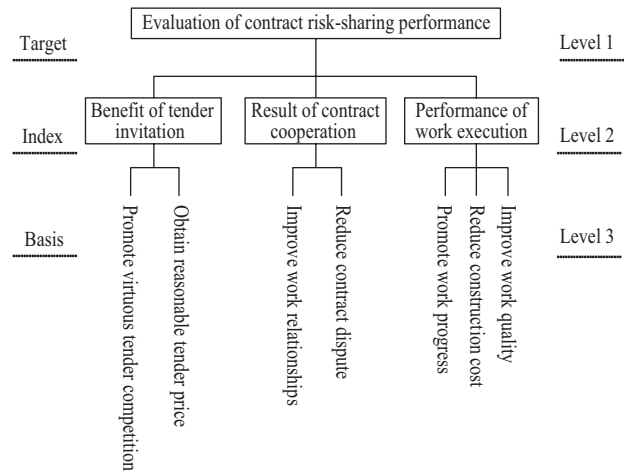 Evaluation of contract risk-sharing performance
Target
Level 1
Benefit of tender
invitation
Result of contract
cooperation
Performance of
work execution
Index
Level 2
Basis
Level 3
Promote virtuous tender competition
Obtain reasonable tender price
Improve work relationships
Reduce contract dispute
Promote work progress
Reduce construction cost
Improve work quality